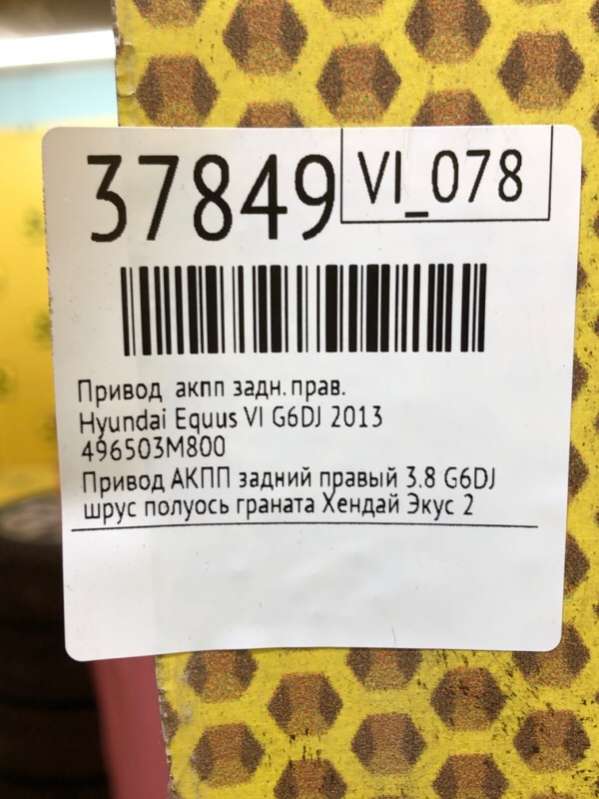 37849
VI_078
Привод акпп задн. прав.
Hyundai Equus VI G6DJ 2013
496503M800
Привод АКПП задний правый 3.8 G6DJ
шрус полуось граната Хендай Экус 2